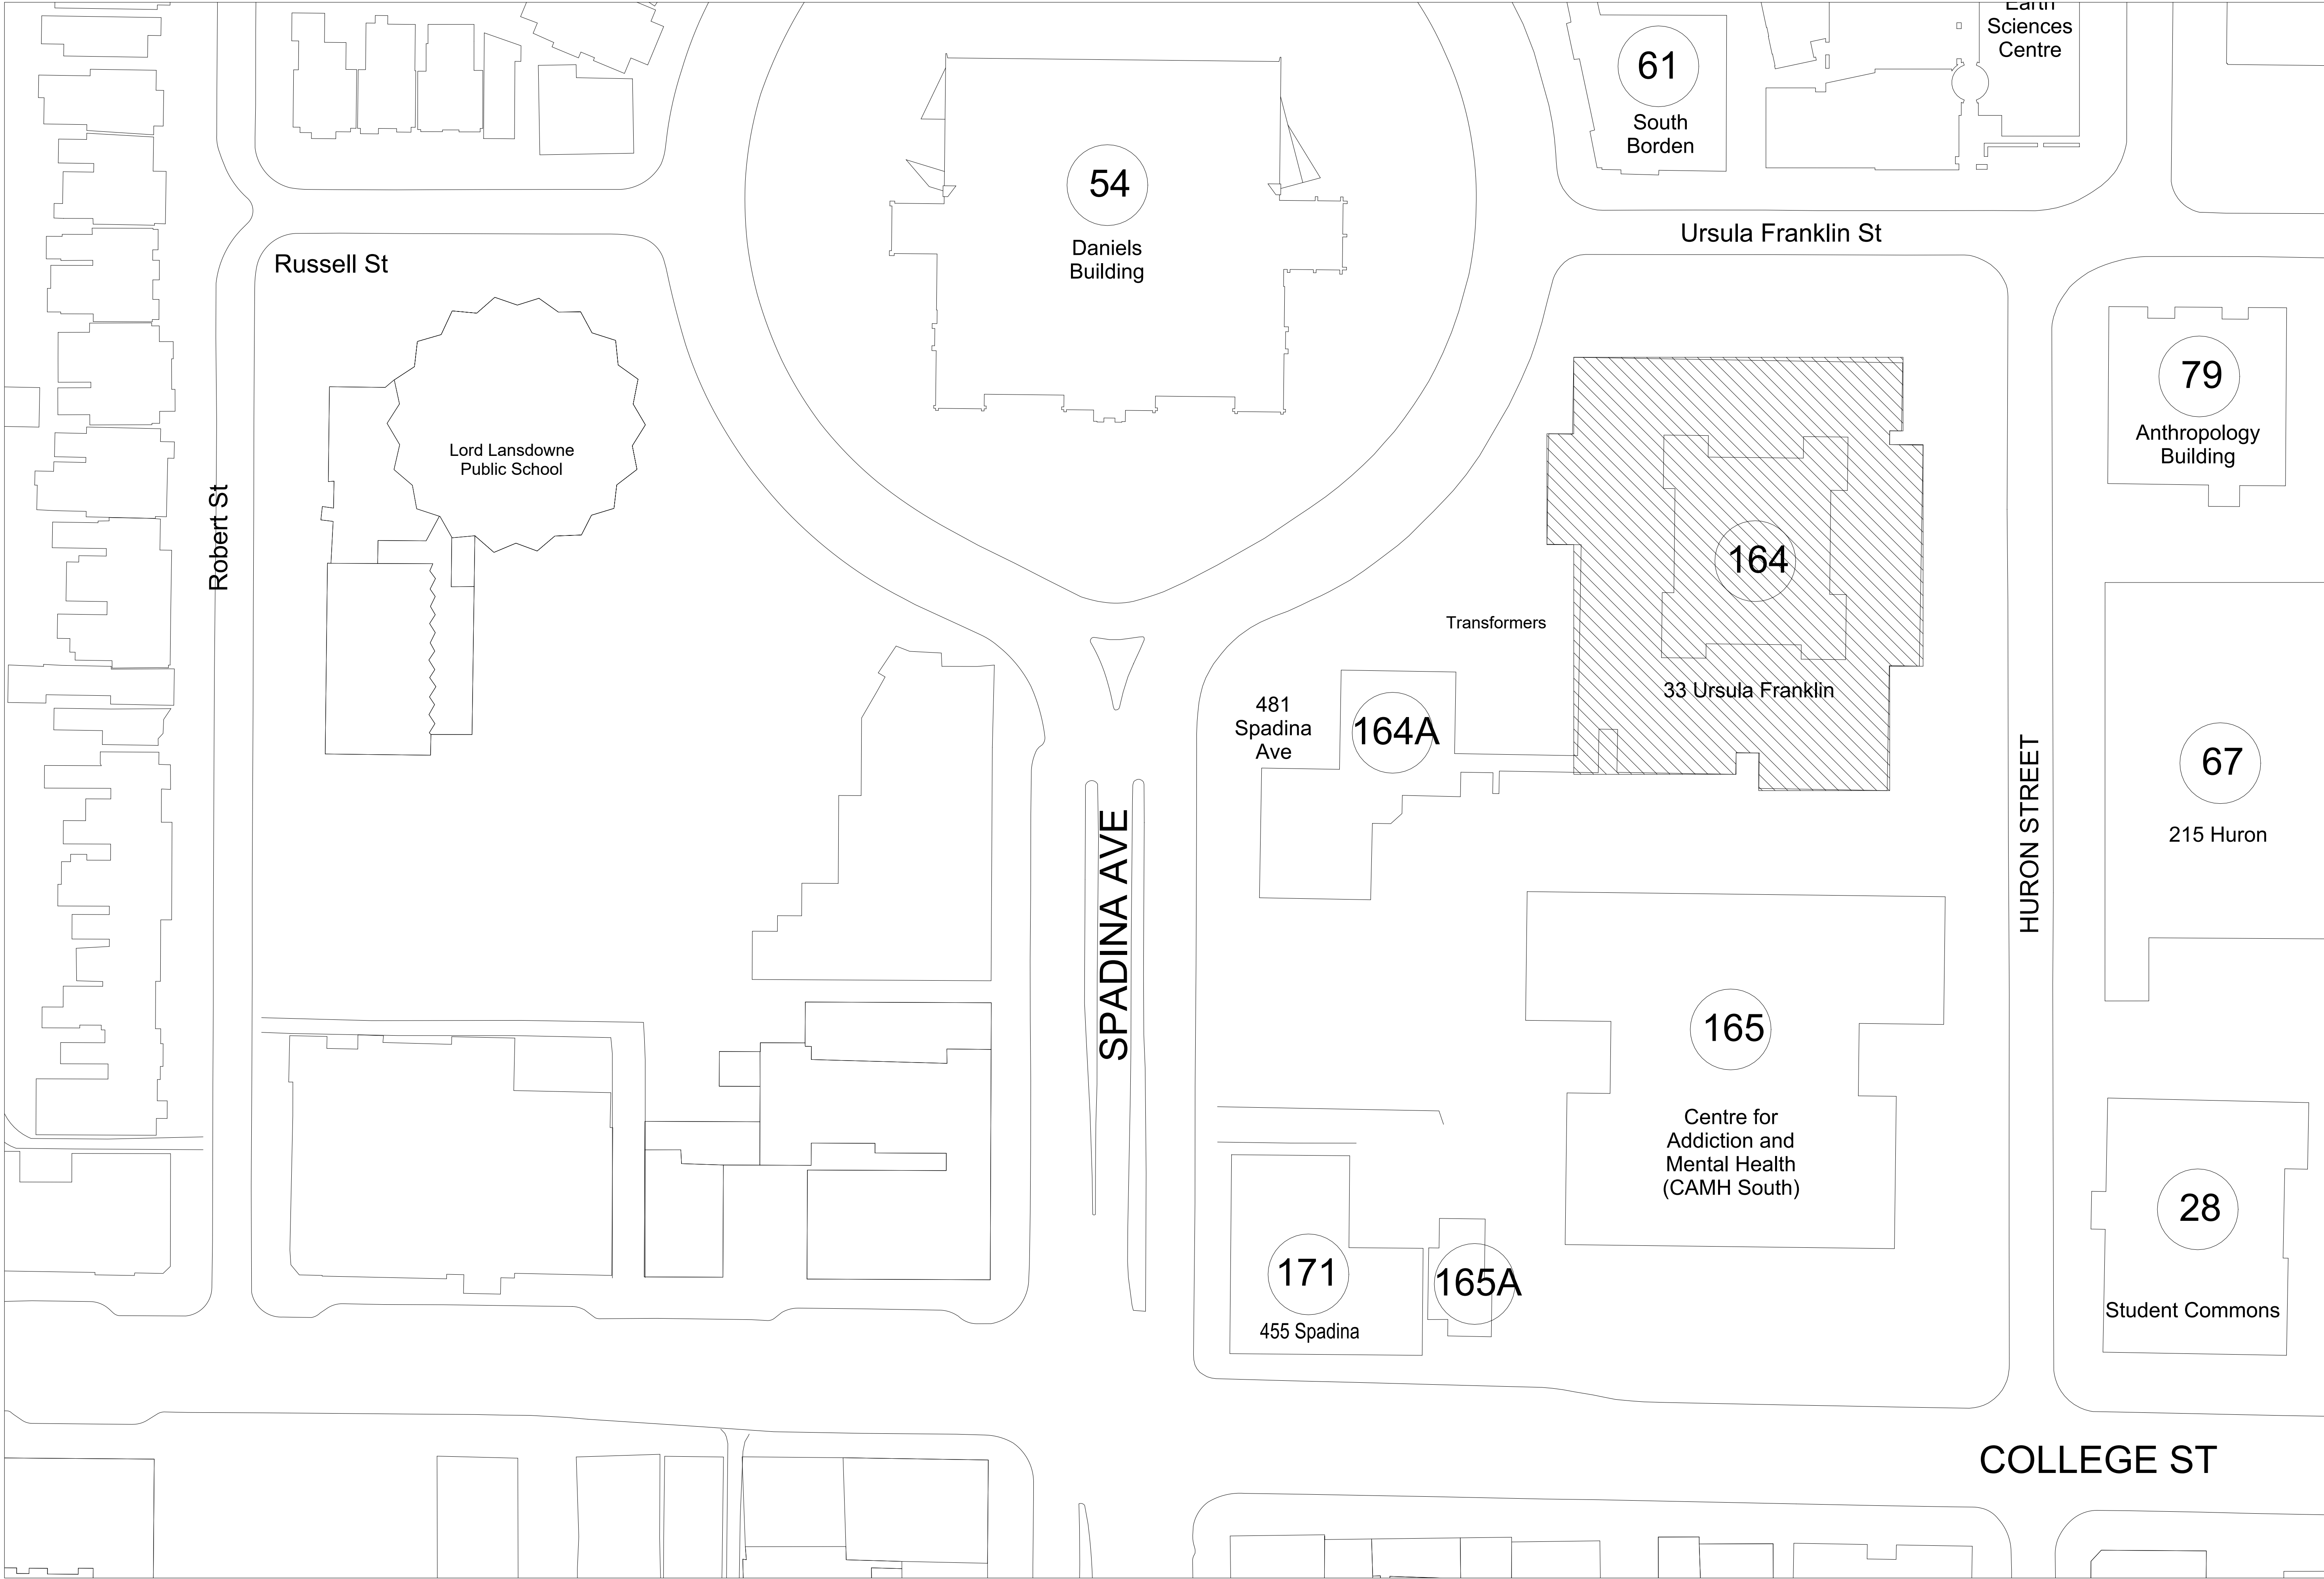 Earth
Sciences
Centre
61
South
Borden
54
Daniels
Building
Ursula Franklin St
Russell St
79
Anthropology
Building
Lord Lansdowne
Public School
Robert St
164
33 Ursula Franklin
Transformers
481
Spadina
Ave
164A
67
215 Huron
HURON STREET
SPADINA AVE
165
Centre for
Addiction and
Mental Health
(CAMH South)
28
Student Commons
171
455 Spadina
165A
COLLEGE ST